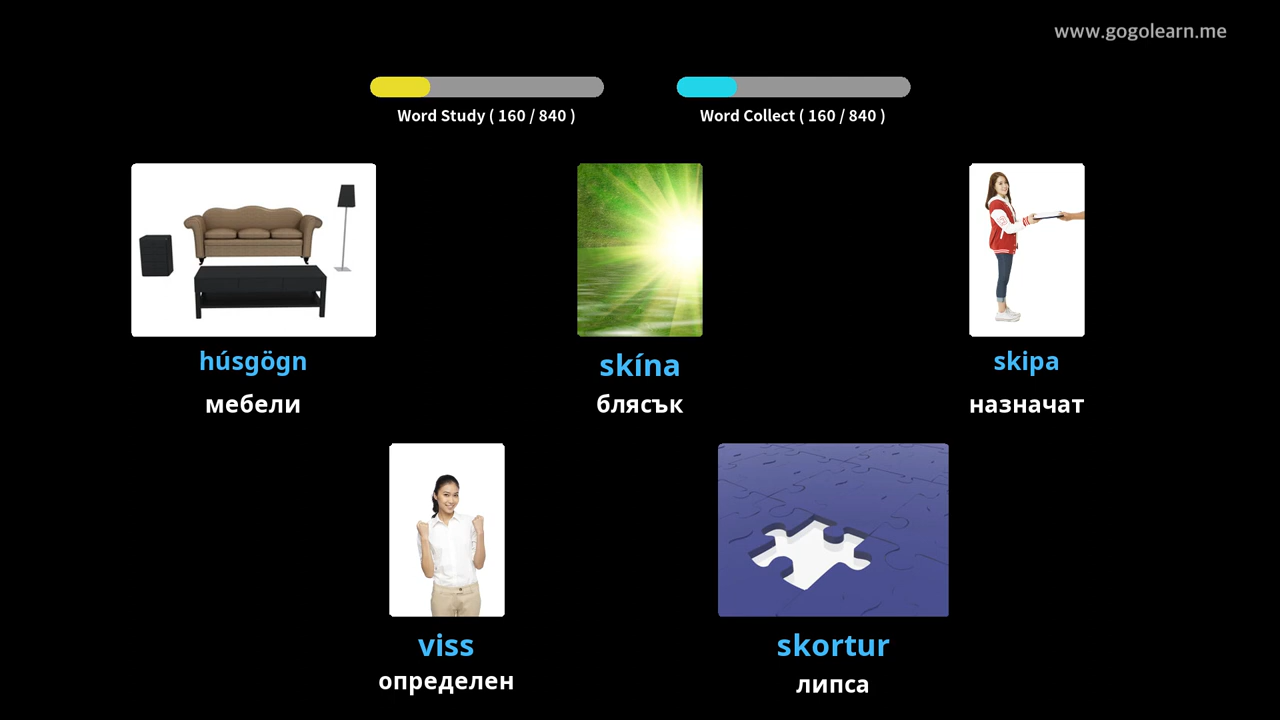 www.gogolearn.me
Word Study ( 160 / 840 )
Word Collect ( 160 / 840 )
húsgögn
skína
skipa
мебели
блясък
назначат
viss
skortur
определен
липса